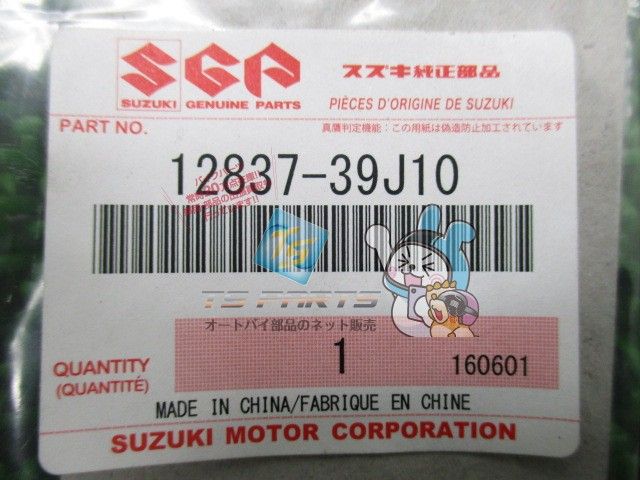 SGP
スズキ純正部品
SUZUKI GENUINE PARTS
PIÈCES D'ORIGINE DE SUZUKI
PART NO.
真贋判定機能：この用紙は偽造防止加工されています
12837-39J10
TS
TS PARTS
オートバイ部品のネット販売
QUANTITY
(QUANTITÉ)
1
160601
MADE IN CHINA/FABRIQUE EN CHINE
SUZUKI MOTOR CORPORATION